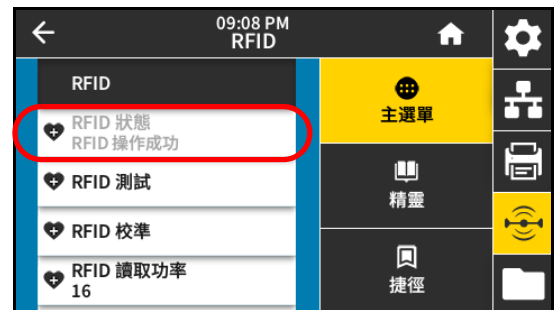 09:08 PM
RFID
RFID
RFID 狀態
RFID 操作成功
RFID 測試
RFID 校準
RFID 讀取功率
16
主選單
精靈
捷徑